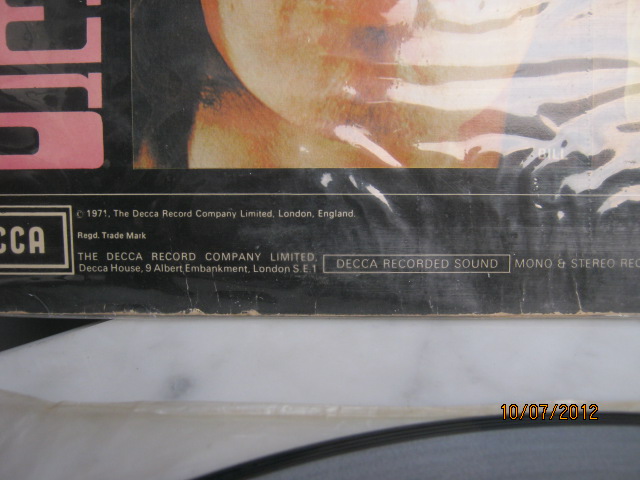 BILL
© 1971, The Decca Record Company Limited, London, England.
CCA
Regd. Trade Mark
THE DECCA RECORD COMPANY LIMITED,
Decca House, 9 Albert Embankment, London S.E.1
DECCA RECORDED SOUND
MONO & STEREO REC
10/07/2012